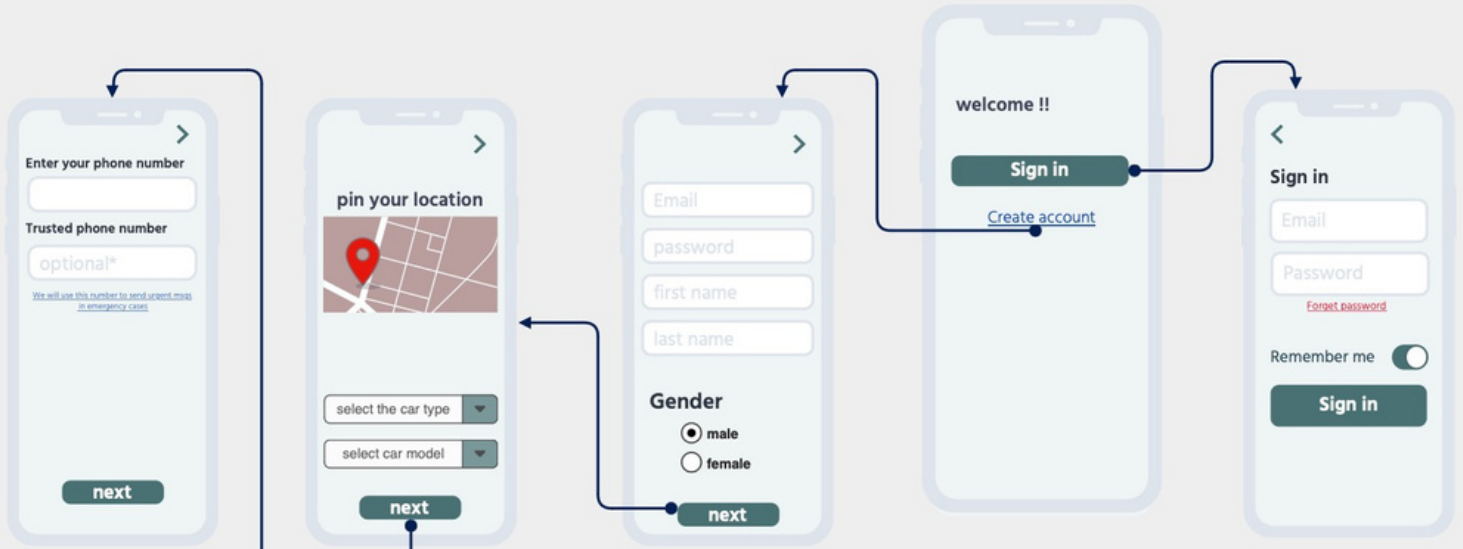 Enter your phone number
Trusted phone number
optional*
We will use this number to send urgent msgs
in emergency cases
next
pin your location
select the car type
select car model
next
Email
password
first name
last name
Gender
male
female
next
welcome !!
Sign in
Create account
Sign in
Email
Password
Forget password
Remember me
Sign in